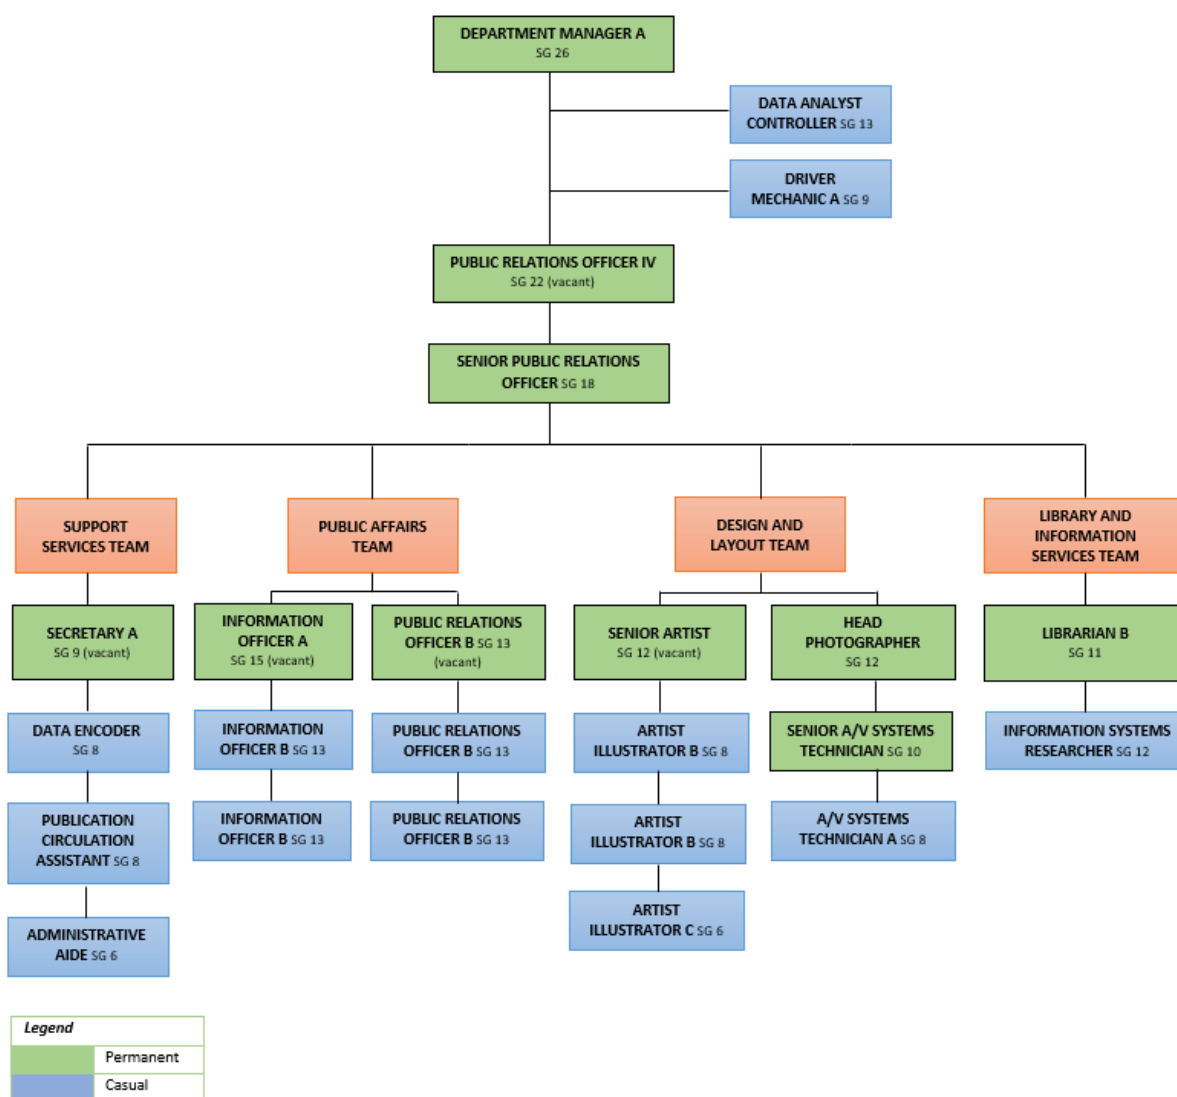 DEPARTMENT MANAGER A
SG 26
DATA ANALYST
CONTROLLER SG 13
DRIVER
MECHANIC A SG 9
PUBLIC RELATIONS OFFICER IV
SG 22 (vacant)
SENIOR PUBLIC RELATIONS
OFFICER SG 18
SUPPORT
SERVICES TEAM
PUBLIC AFFAIRS
TEAM
DESIGN AND
LAYOUT TEAM
LIBRARY AND
INFORMATION
SERVICES TEAM
SECRETARY A
SG 9 (vacant)
INFORMATION
OFFICER A
SG 15 (vacant)
PUBLIC RELATIONS
OFFICER B SG 13
(vacant)
SENIOR ARTIST
SG 12 (vacant)
HEAD
PHOTOGRAPHER
SG 12
LIBRARIAN B
SG 11
DATA ENCODER
SG 8
INFORMATION
OFFICER B SG 13
PUBLIC RELATIONS
OFFICER B SG 13
ARTIST
ILLUSTRATOR B SG 8
SENIOR A/V SYSTEMS
TECHNICIAN SG 10
INFORMATION SYSTEMS
RESEARCHER SG 12
PUBLICATION
CIRCULATION
ASSISTANT SG 8
INFORMATION
OFFICER B SG 13
PUBLIC RELATIONS
OFFICER B SG 13
ARTIST
ILLUSTRATOR B SG 8
A/V SYSTEMS
TECHNICIAN A SG 8
ADMINISTRATIVE
AIDE SG 6
ARTIST
ILLUSTRATOR C SG 6
Legend
Permanent
Casual